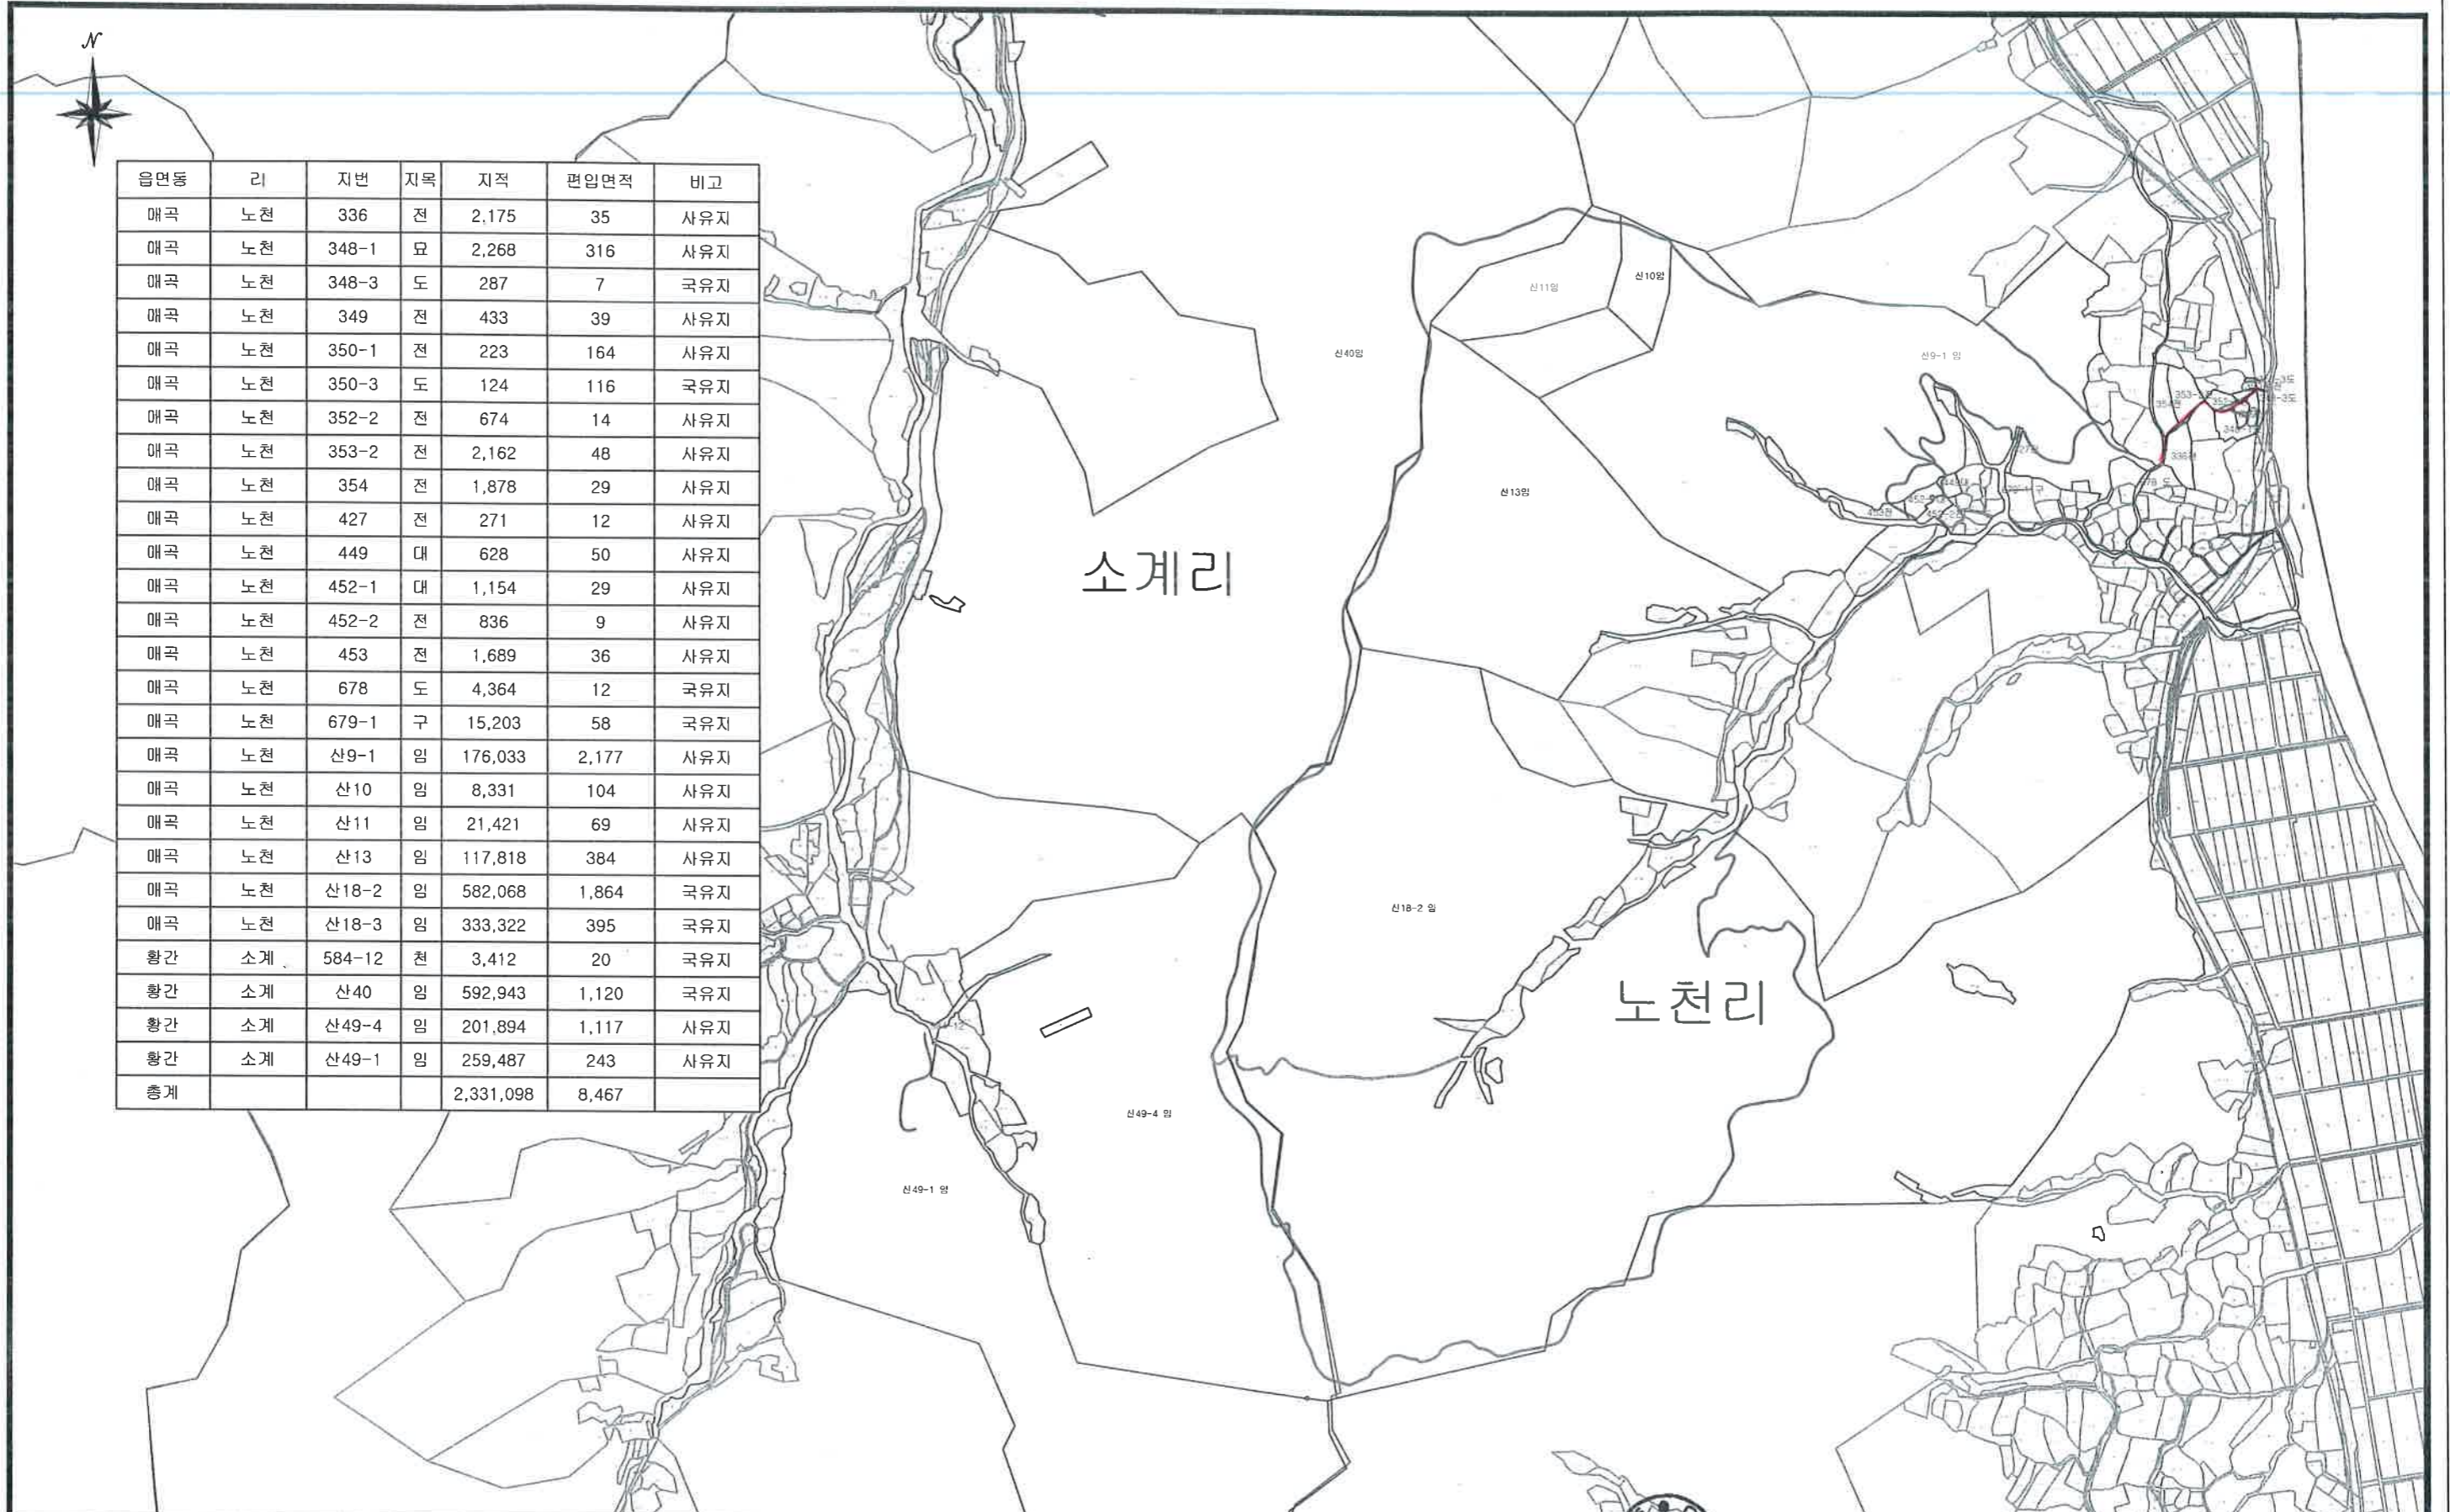 N
읍면동 리 지번 지목 지적 편입면적 비고
매곡 노천 336 전 2,175 35 사유지
매곡 노천 348-1 묘 2,268 316 사유지
매곡 노천 348-3 도 287 7 국유지
매곡 노천 349 전 433 39 사유지
매곡 노천 350-1 전 223 164 사유지
매곡 노천 350-3 도 124 116 국유지
매곡 노천 352-2 전 674 14 사유지
매곡 노천 353-2 전 2,162 48 사유지
매곡 노천 354 전 1,878 29 사유지
매곡 노천 427 전 271 12 사유지
매곡 노천 449 대 628 50 사유지
매곡 노천 452-1 대 1,154 29 사유지
매곡 노천 452-2 전 836 9 사유지
매곡 노천 453 전 1,689 36 사유지
매곡 노천 678 도 4,364 12 국유지
매곡 노천 679-1 구 15,203 58 국유지
매곡 노천 산9-1 임 176,033 2,177 사유지
매곡 노천 산10 임 8,331 104 사유지
매곡 노천 산11 임 21,421 69 사유지
매곡 노천 산13 임 117,818 384 사유지
매곡 노천 산18-2 임 582,068 1,864 국유지
매곡 노천 산18-3 임 333,322 395 국유지
황간 소계 584-12 천 3,412 20 국유지
황간 소계 산40 임 592,943 1,120 국유지
황간 소계 산49-4 임 201,894 1,117 사유지
황간 소계 산49-1 임 259,487 243 사유지
총계 2,331,098 8,467
산10임
산11임
산40임
산9-1 임
354전
336전
산13임
453전
소계리
산18-2 임
노천리
산49-4 임
산49-1 임